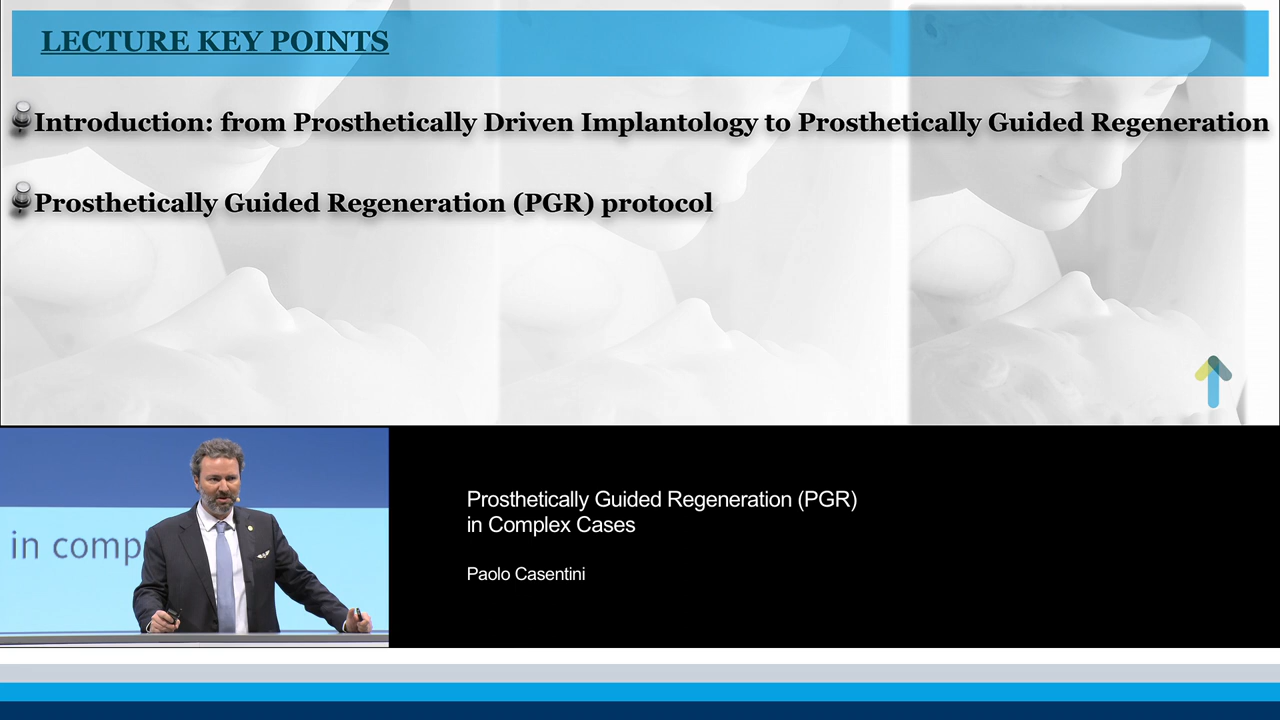 LECTURE KEY POINTS
Introduction: from Prosthetically Driven Implantology to Prosthetically Guided Regeneration
Prosthetically Guided Regeneration (PGR) protocol
in comp
Prosthetically Guided Regeneration (PGR)
in Complex Cases
Paolo Casentini